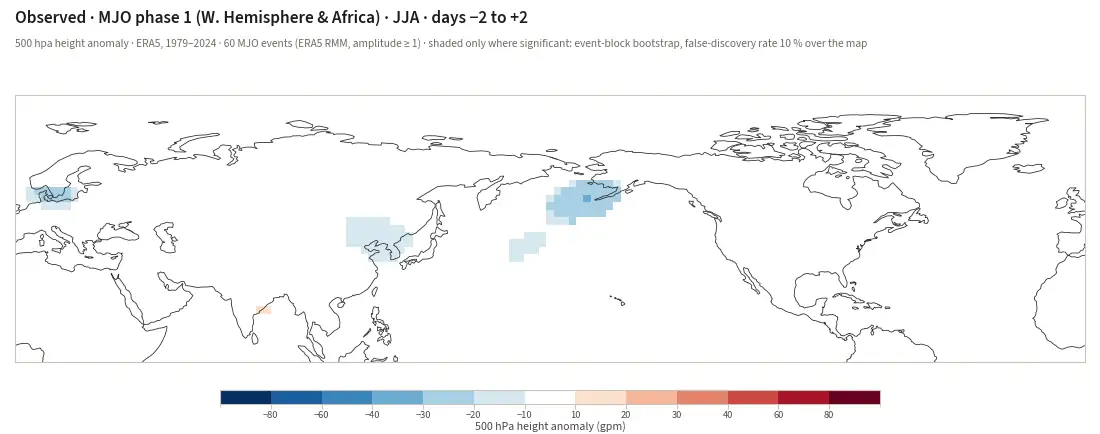 Observed · MJO phase 1 (W. Hemisphere & Africa) · JJA · days −2 to +2
500 hpa height anomaly · ERA5, 1979–2024 · 60 MJO events (ERA5 RMM, amplitude ≥ 1) · shaded only where significant: event-block bootstrap, false-discovery rate 10 % over the map
−80 −60 −40 −30 −20 −10 10 20 30 40 60 80
500 hPa height anomaly (gpm)